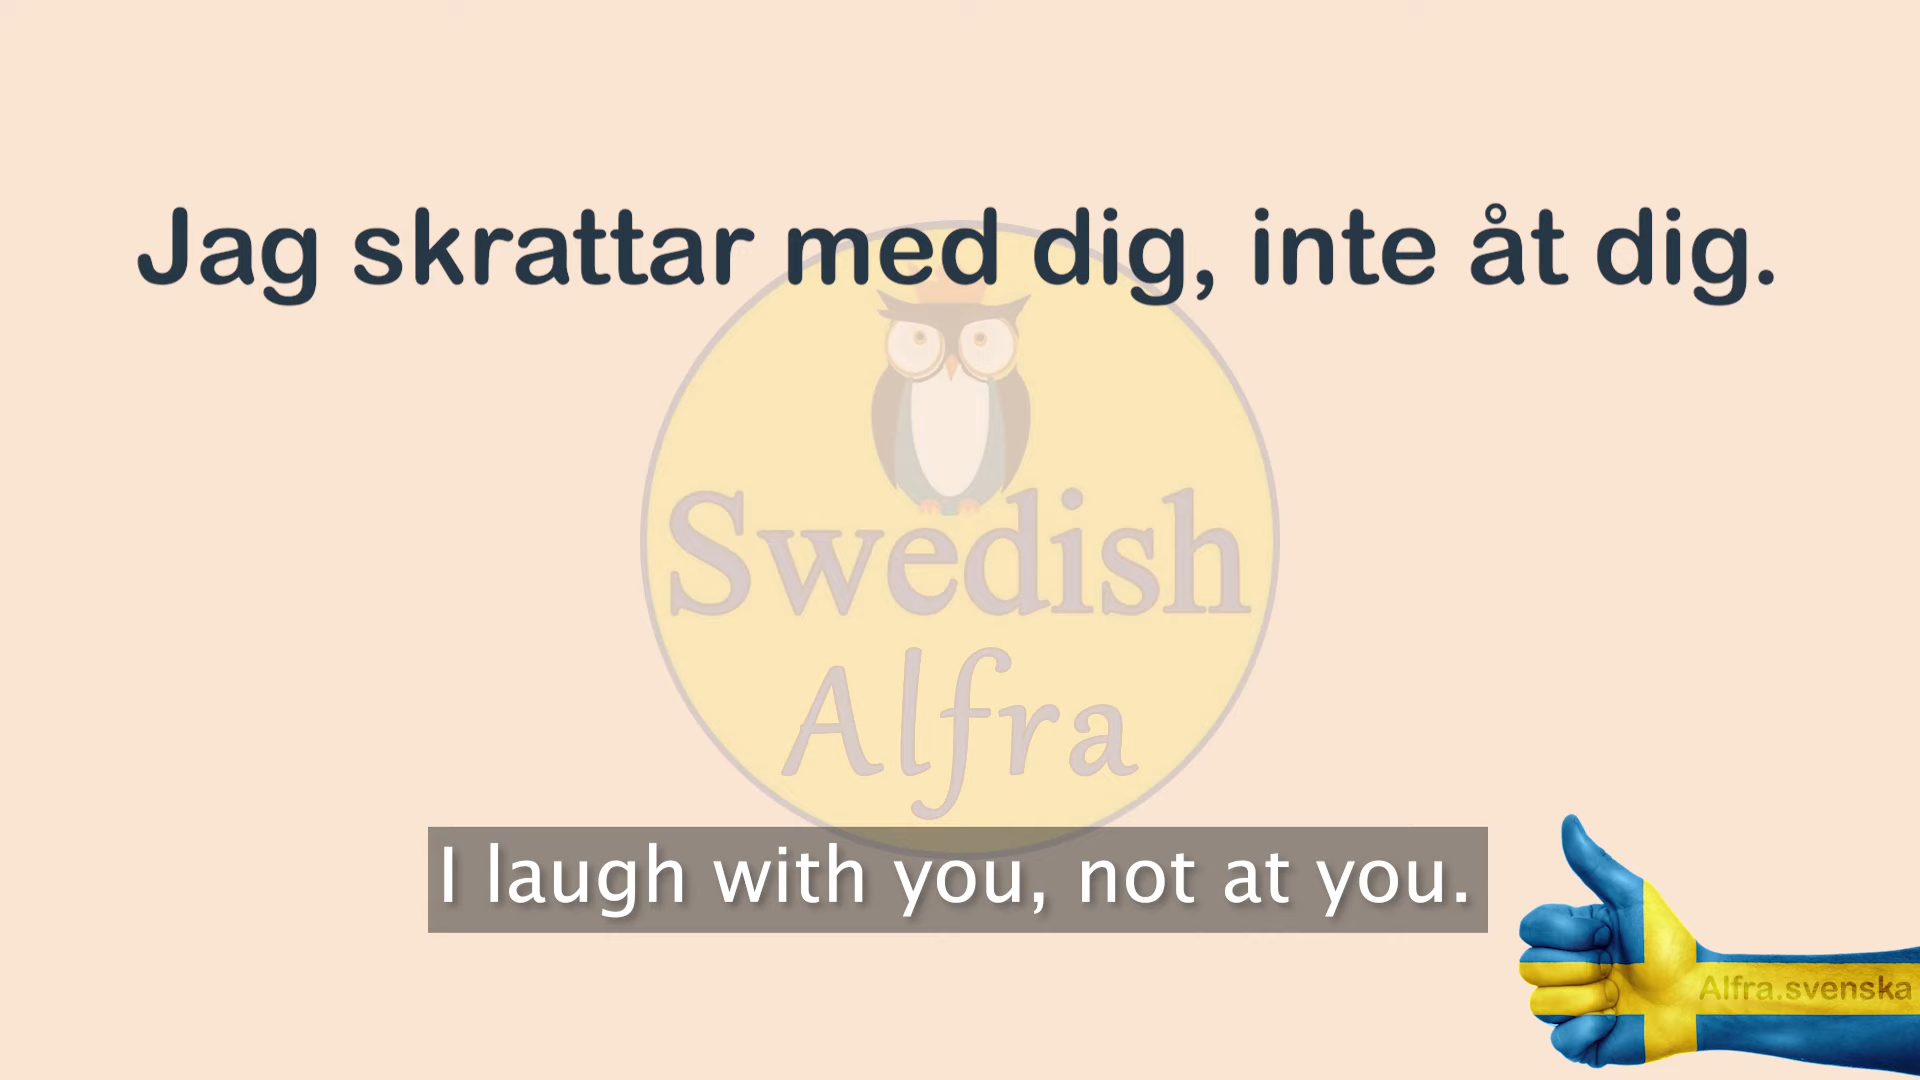 Jag skrattar med dig, inte åt dig.
Swedish
Alfra
I laugh with you, not at you.
Alfra.svenska